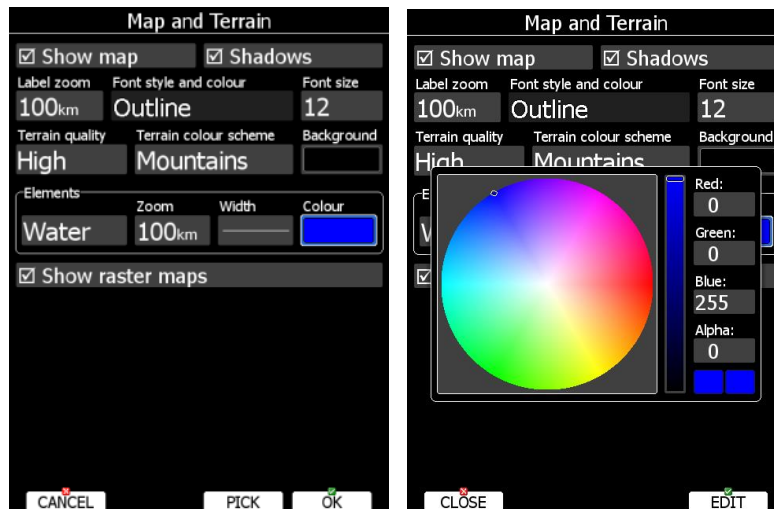 Map and Terrain
☑ Show map ☑ Shadows
Label zoom Font style and colour Font size
100km Outline 12
Terrain quality Terrain colour scheme Background
High Mountains
Elements
Zoom Width Colour
Water 100km
☑ Show raster maps
CANCEL PICK OK
Map and Terrain
☑ Show map ☑ Shadows
Label zoom Font style and colour Font size
100km Outline 12
Terrain quality Terrain colour scheme Background
High Mountains
Red:
0
Green:
0
Blue:
255
Alpha:
0
CLOSE EDIT